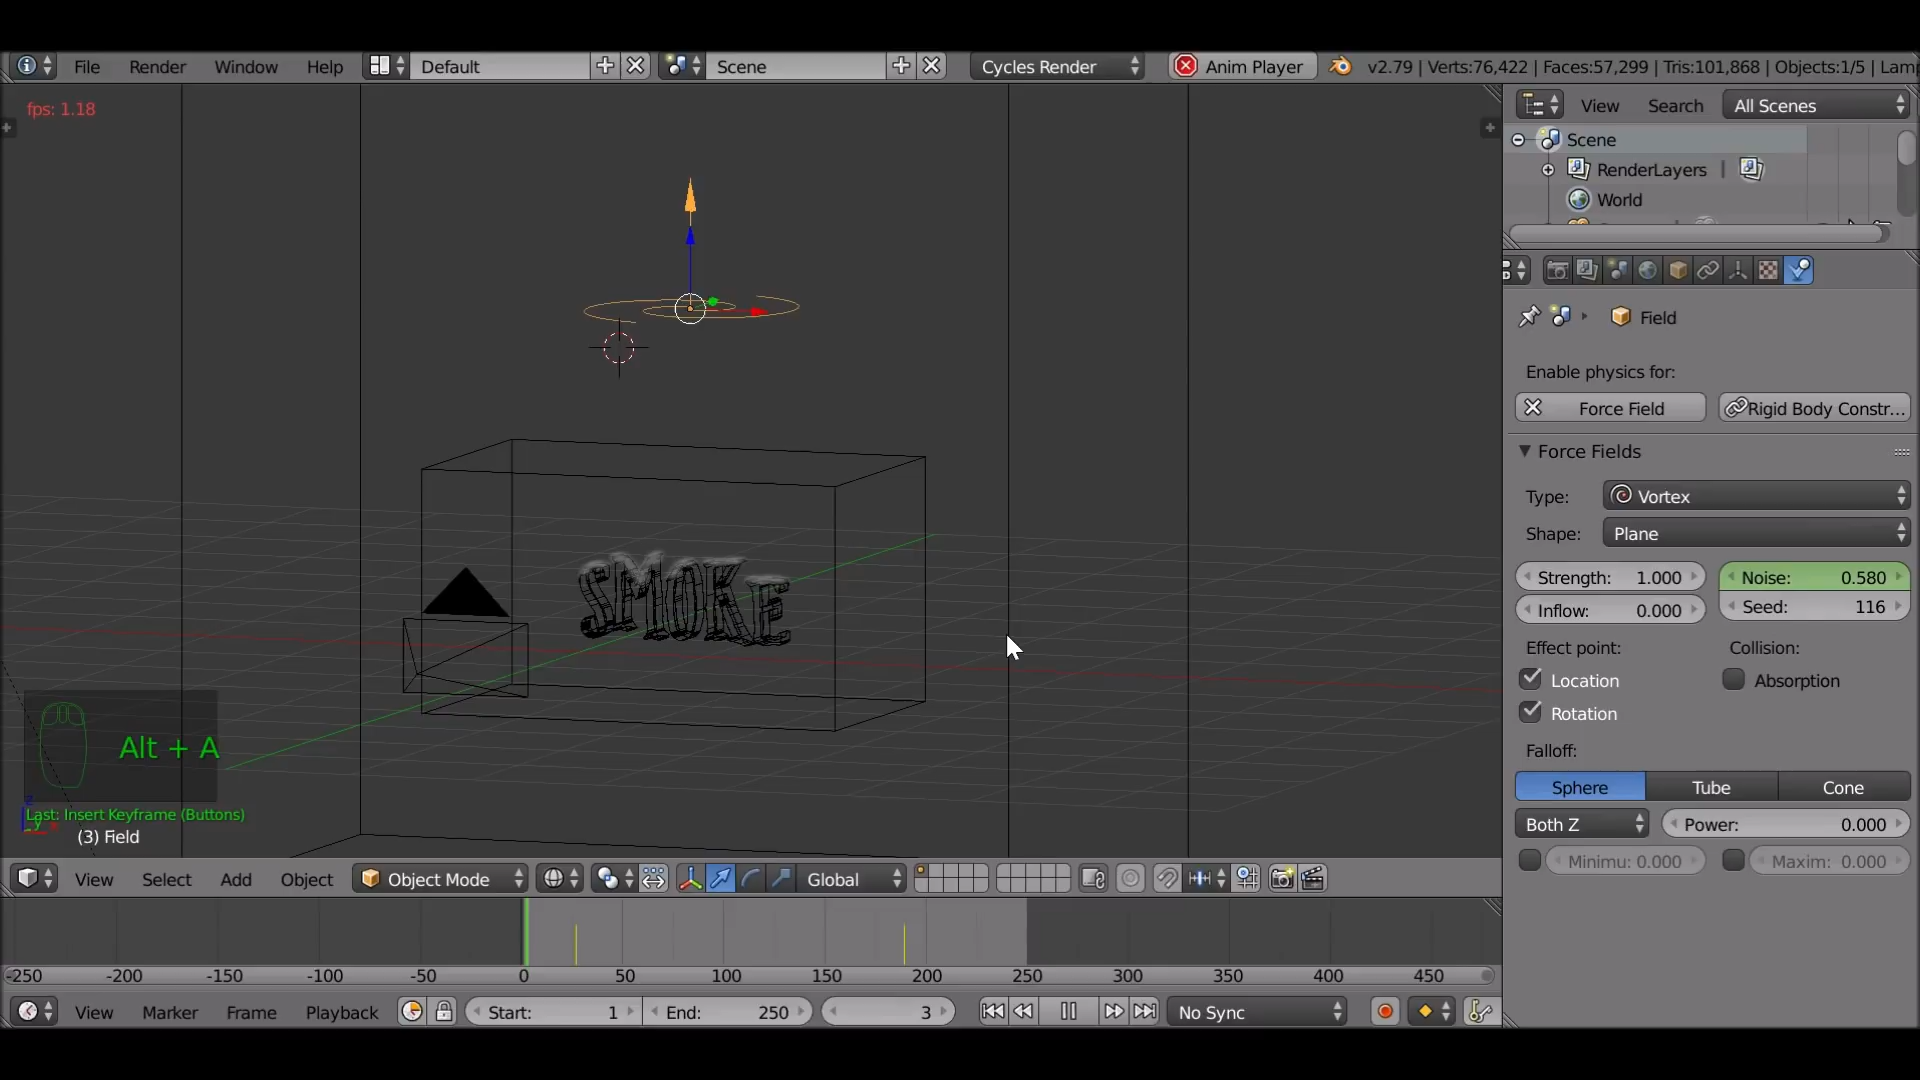 File Render Window Help Default Scene Cycles Render Anim Player v2.79 | Verts:76,422 | Faces:57,299 | Tris:101,868 | Objects:1/5 | Lam
fps: 1.18
View Search All Scenes
Scene
RenderLayers |
World
Field
Enable physics for:
Force Field Rigid Body Constr...
Force Fields
Type: Vortex
Shape: Plane
Strength: 1.000 Noise: 0.580
Inflow: 0.000 Seed: 116
Effect point: Collision:
Location Absorption
Rotation
Falloff:
Sphere Tube Cone
Both Z Power: 0.000
Minimu: 0.000 Maxim: 0.000
SMOKE
Alt + A
Last: Insert Keyframe (Buttons)
(3) Field
View Select Add Object Object Mode Global
-250 -200 -150 -100 -50 0 50 100 150 200 250 300 350 400 450
View Marker Frame Playback Start: 1 End: 250 3 No Sync